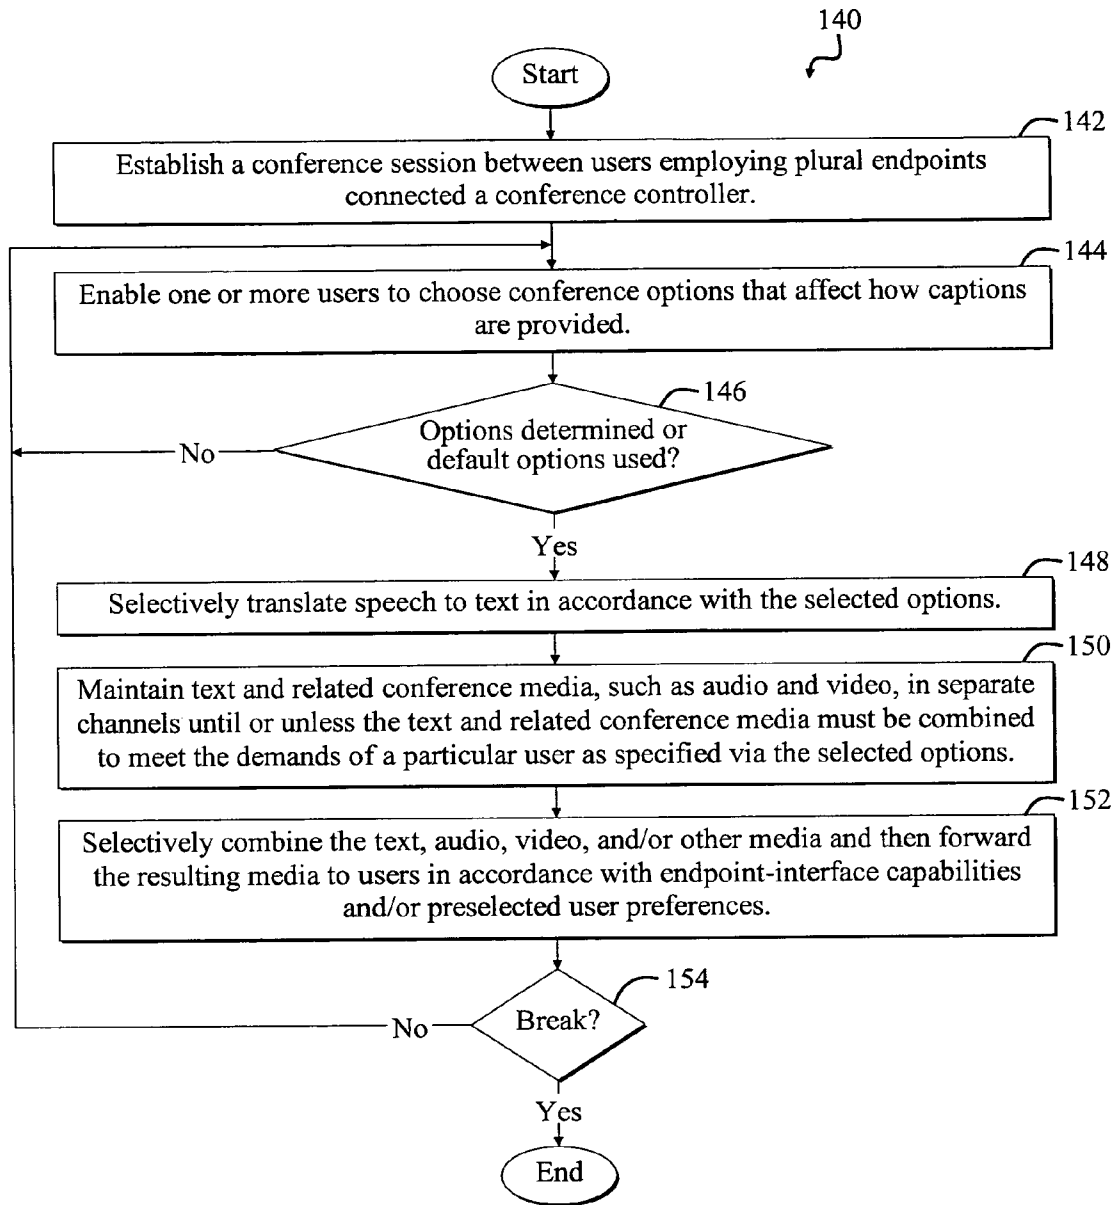 140
Start
142
Establish a conference session between users employing plural endpoints
connected a conference controller.
144
Enable one or more users to choose conference options that affect how captions
are provided.
146
Options determined or
default options used?
No
Yes
148
Selectively translate speech to text in accordance with the selected options.
150
Maintain text and related conference media, such as audio and video, in separate
channels until or unless the text and related conference media must be combined
to meet the demands of a particular user as specified via the selected options.
152
Selectively combine the text, audio, video, and/or other media and then forward
the resulting media to users in accordance with endpoint-interface capabilities
and/or preselected user preferences.
154
Break?
No
Yes
End